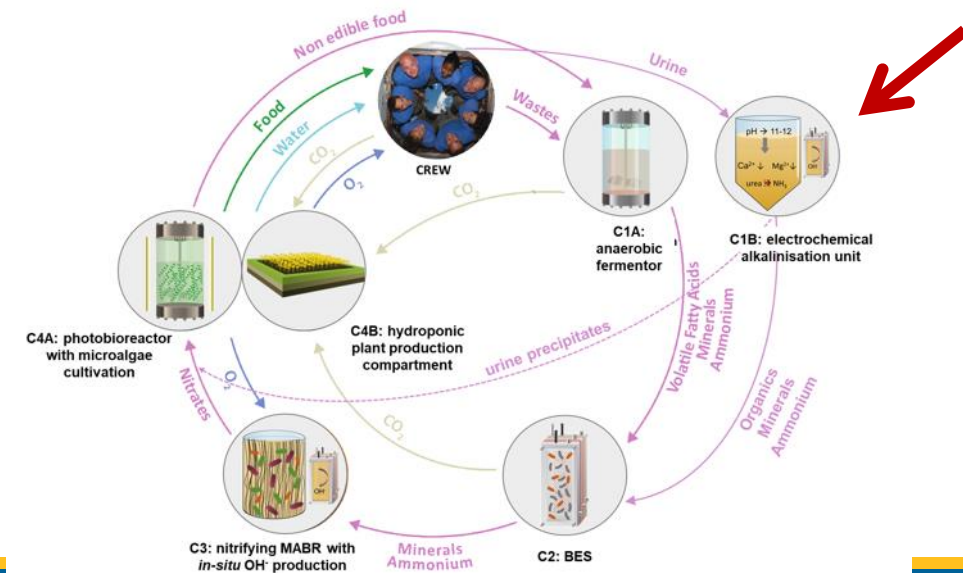 Non edible food
Urine
Food
Water
CO2
O2
Wastes
CREW
pH → 11-12
Ca²⁺ ↓ Mg²⁺ ↓
urea NH3
OH-
CO2
C1A:
anaerobic
fermentor
C1B: electrochemical
alkalinisation unit
C4A: photobioreactor
with microalgae
cultivation
C4B: hydroponic
plant production
compartment
urine precipitates
Volatile Fatty Acids
Minerals
Ammonium
Organics
Minerals
Ammonium
O2
Nitrates
CO2
OH-
C3: nitrifying MABR with
in-situ OH- production
Minerals
Ammonium
C2: BES